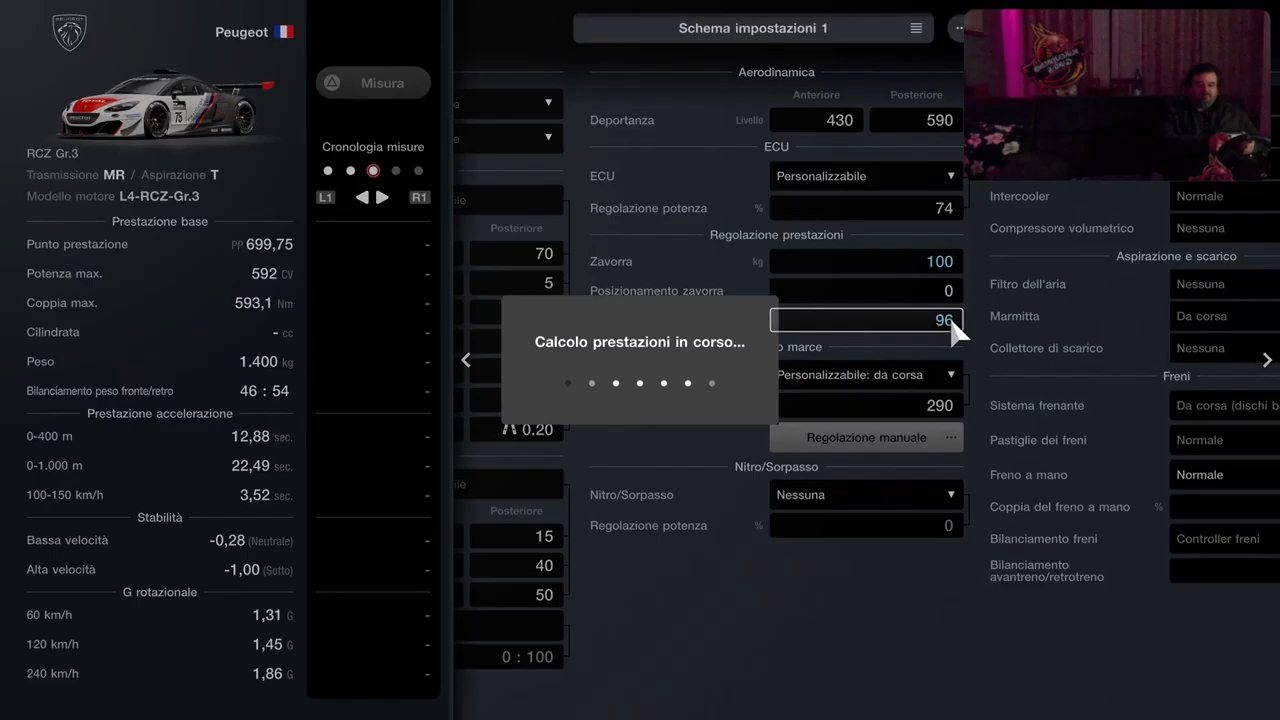 Peugeot
RCZ Gr.3
Trasmissione MR / Aspirazione T
Modello motore L4-RCZ-Gr.3
Prestazione base
Punto prestazione PP 699,75
Potenza max. 592 CV
Coppia max. 593,1 Nm
Cilindrata - cc
Peso 1.400 kg
Bilanciamento peso fronte/retro 46 : 54
Prestazione accelerazione
0-400 m 12,88 sec.
0-1.000 m 22,49 sec.
100-150 km/h 3,52 sec.
Stabilità
Bassa velocità -0,28 (Neutrale)
Alta velocità -1,00 (Sotto)
G rotazionale
60 km/h 1,31 G
120 km/h 1,45 G
240 km/h 1,86 G
Misura
Cronologia misure
L1 R1
Posteriore
70
5
0.20
Posteriore
15
40
50
0 : 100
Schema impostazioni 1
Aerodinamica
Anteriore Posteriore
Deportanza Livello 430 590
ECU
ECU Personalizzabile
Regolazione potenza % 74
Regolazione prestazioni
Zavorra kg 100
Posizionamento zavorra 0
96
o marce
Personalizzabile: da corsa
290
Regolazione manuale
Nitro/Sorpasso
Nitro/Sorpasso Nessuna
Regolazione potenza % 0
Calcolo prestazioni in corso...
Intercooler Normale
Compressore volumetrico Nessuna
Aspirazione e scarico
Filtro dell'aria Nessuna
Marmitta Da corsa
Collettore di scarico Nessuna
Freni
Sistema frenante Da corsa (dischi b
Pastiglie dei freni Normale
Freno a mano Normale
Coppia del freno a mano %
Bilanciamento freni Controller freni
Bilanciamento
avantreno/retrotreno